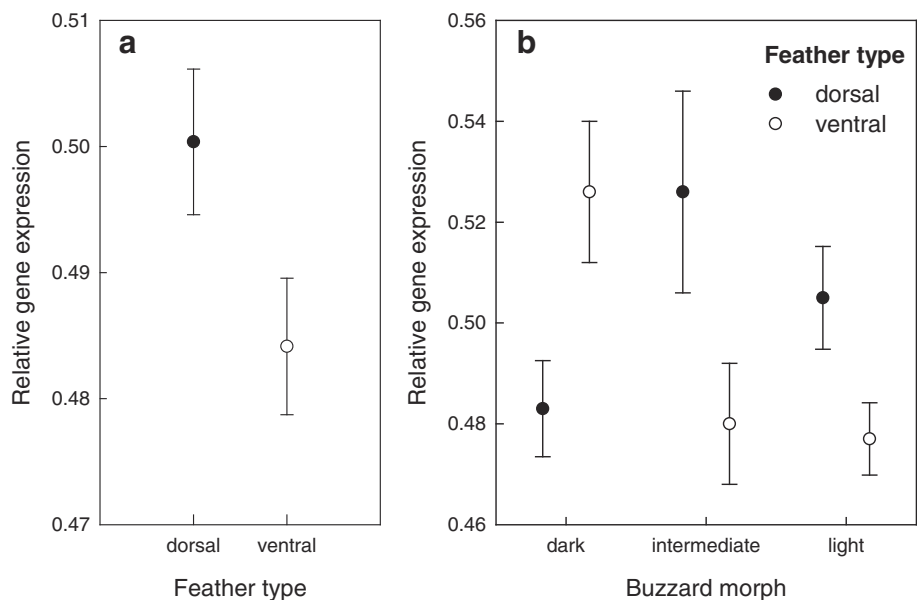 a
Relative gene expression
0.51
0.50
0.49
0.48
0.47
dorsal ventral
Feather type
b
Relative gene expression
0.56
0.54
0.52
0.50
0.48
0.46
Feather type
dorsal
ventral
dark intermediate light
Buzzard morph